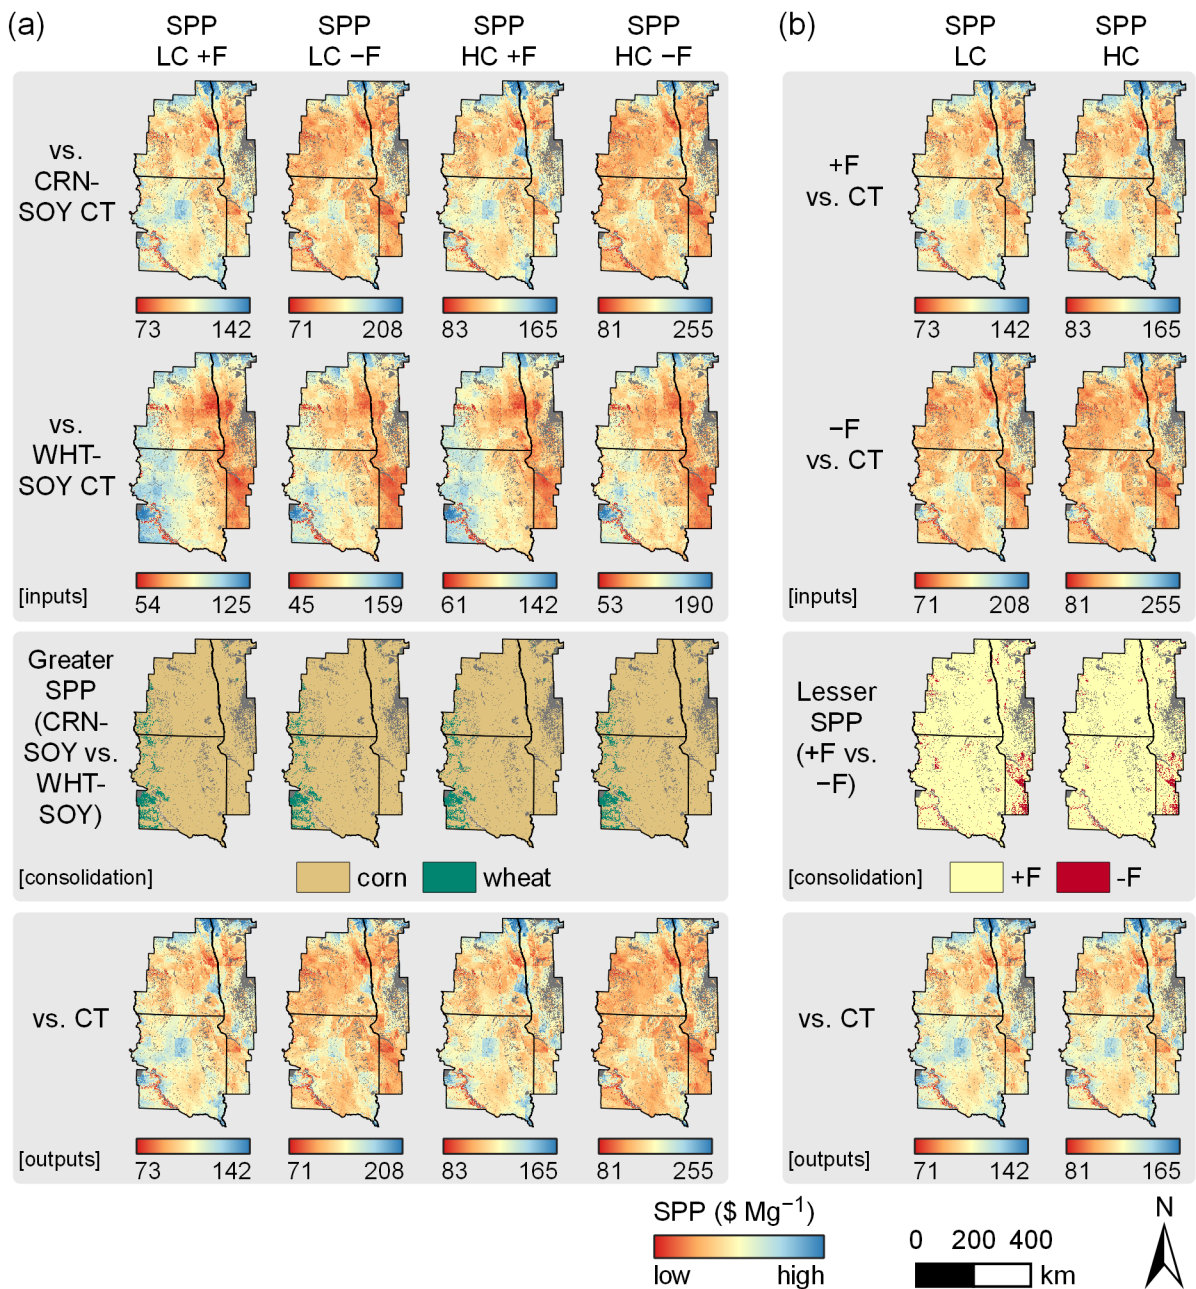 (a)
SPP
LC +F
SPP
LC −F
SPP
HC +F
SPP
HC −F
vs.
CRN-
SOY CT
73 142
71 208
83 165
81 255
vs.
WHT-
SOY CT
[inputs]
54 125
45 159
61 142
53 190
Greater
SPP
(CRN-
SOY vs.
WHT-
SOY)
[consolidation]
corn
wheat
vs. CT
[outputs]
73 142
71 208
83 165
81 255
(b)
SPP
LC
SPP
HC
+F
vs. CT
73 142
83 165
−F
vs. CT
[inputs]
71 208
81 255
Lesser
SPP
(+F vs.
−F)
[consolidation]
+F
-F
vs. CT
[outputs]
71 142
81 165
SPP ($ Mg⁻¹)
low high
0 200 400
km
N